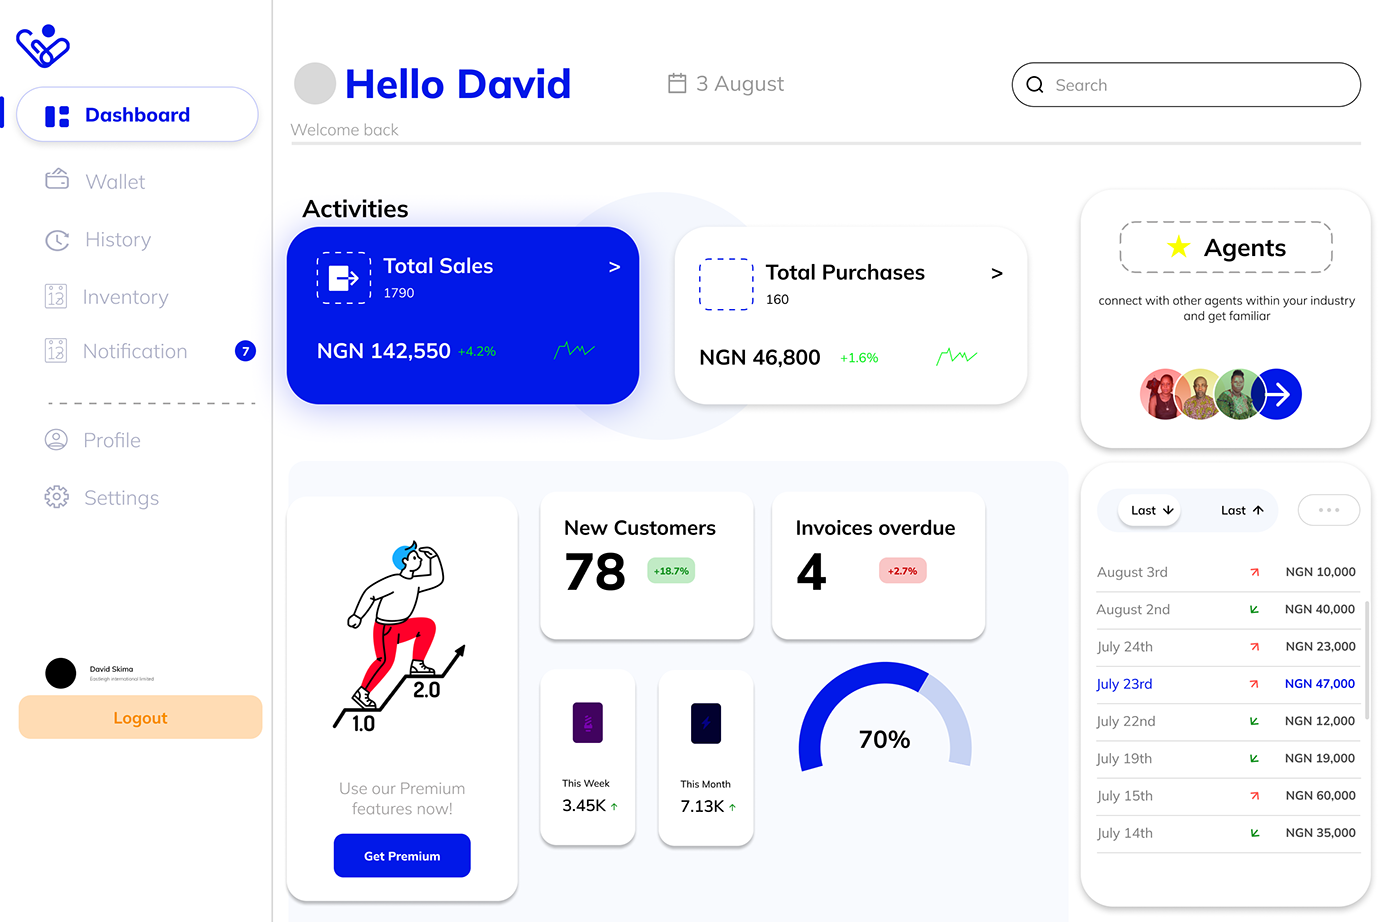 Dashboard
Wallet
History
Inventory
Notification
7
Profile
Settings
David Skima
Eastleigh international limited
Logout
Hello David
3 August
Search
Welcome back
Activities
Total Sales
>
1790
NGN 142,550 +4.2%
Total Purchases
>
160
NGN 46,800 +1.6%
Agents
connect with other agents within your industry
and get familiar
1.0
2.0
Use our Premium
features now!
Get Premium
New Customers
78 +18.7%
Invoices overdue
4 +2.7%
This Week
3.45K
This Month
7.13K
70%
Last
Last
August 3rd NGN 10,000
August 2nd NGN 40,000
July 24th NGN 23,000
July 23rd NGN 47,000
July 22nd NGN 12,000
July 19th NGN 19,000
July 15th NGN 60,000
July 14th NGN 35,000